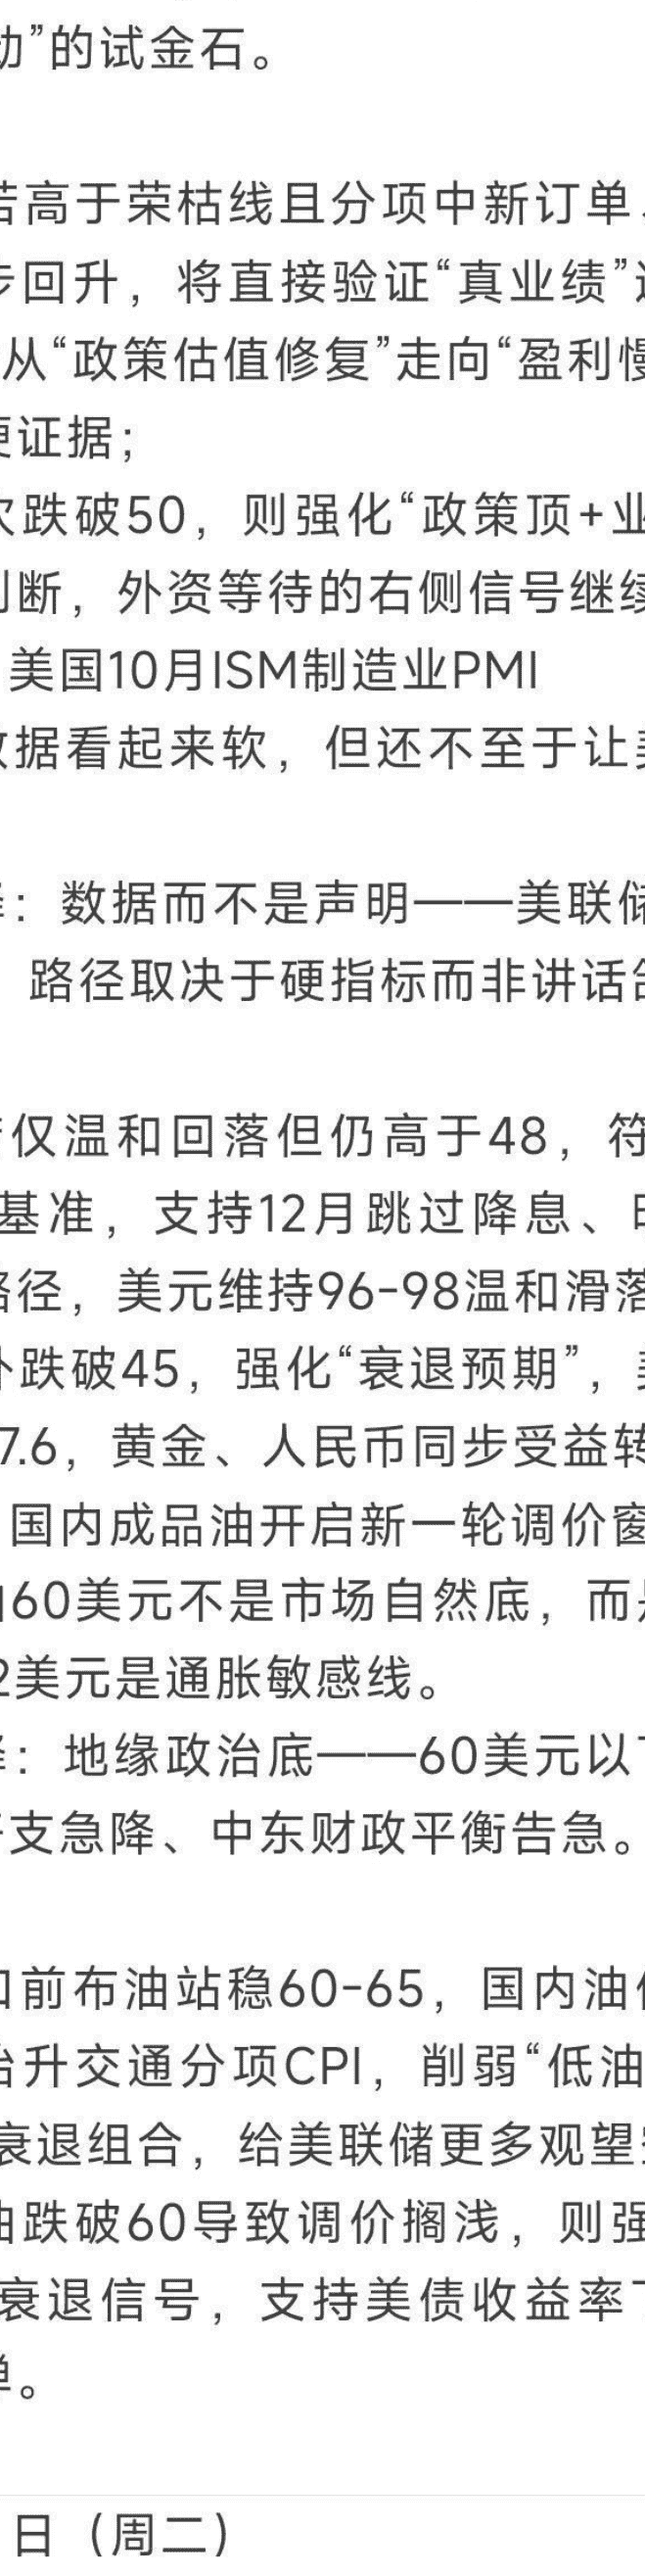 动”的试金石。
若高于荣枯线且分项中新订单、
步回升，将直接验证“真业绩”
从“政策估值修复”走向“盈利慢
硬证据；
次跌破50，则强化“政策顶+业
判断，外资等待的右侧信号继续
美国10月ISM制造业PMI
数据看起来软，但还不至于让美
释：数据而不是声明——美联储
路径取决于硬指标而非讲话
仅温和回落但仍高于48，符
基准，支持12月跳过降息、
路径，美元维持96-98温和滑落
外跌破45，强化“衰退预期”，美
7.6，黄金、人民币同步受益转
国内成品油开启新一轮调价窗
油60美元不是市场自然底，而是
2美元是通胀敏感线。
释：地缘政治底——60美元以下
开支急降、中东财政平衡告急。
口前布油站稳60-65，国内油价
抬升交通分项CPI，削弱“低油
衰退组合，给美联储更多观望空
油跌破60导致调价搁浅，则强
衰退信号，支持美债收益率下
弹。
日（周二）